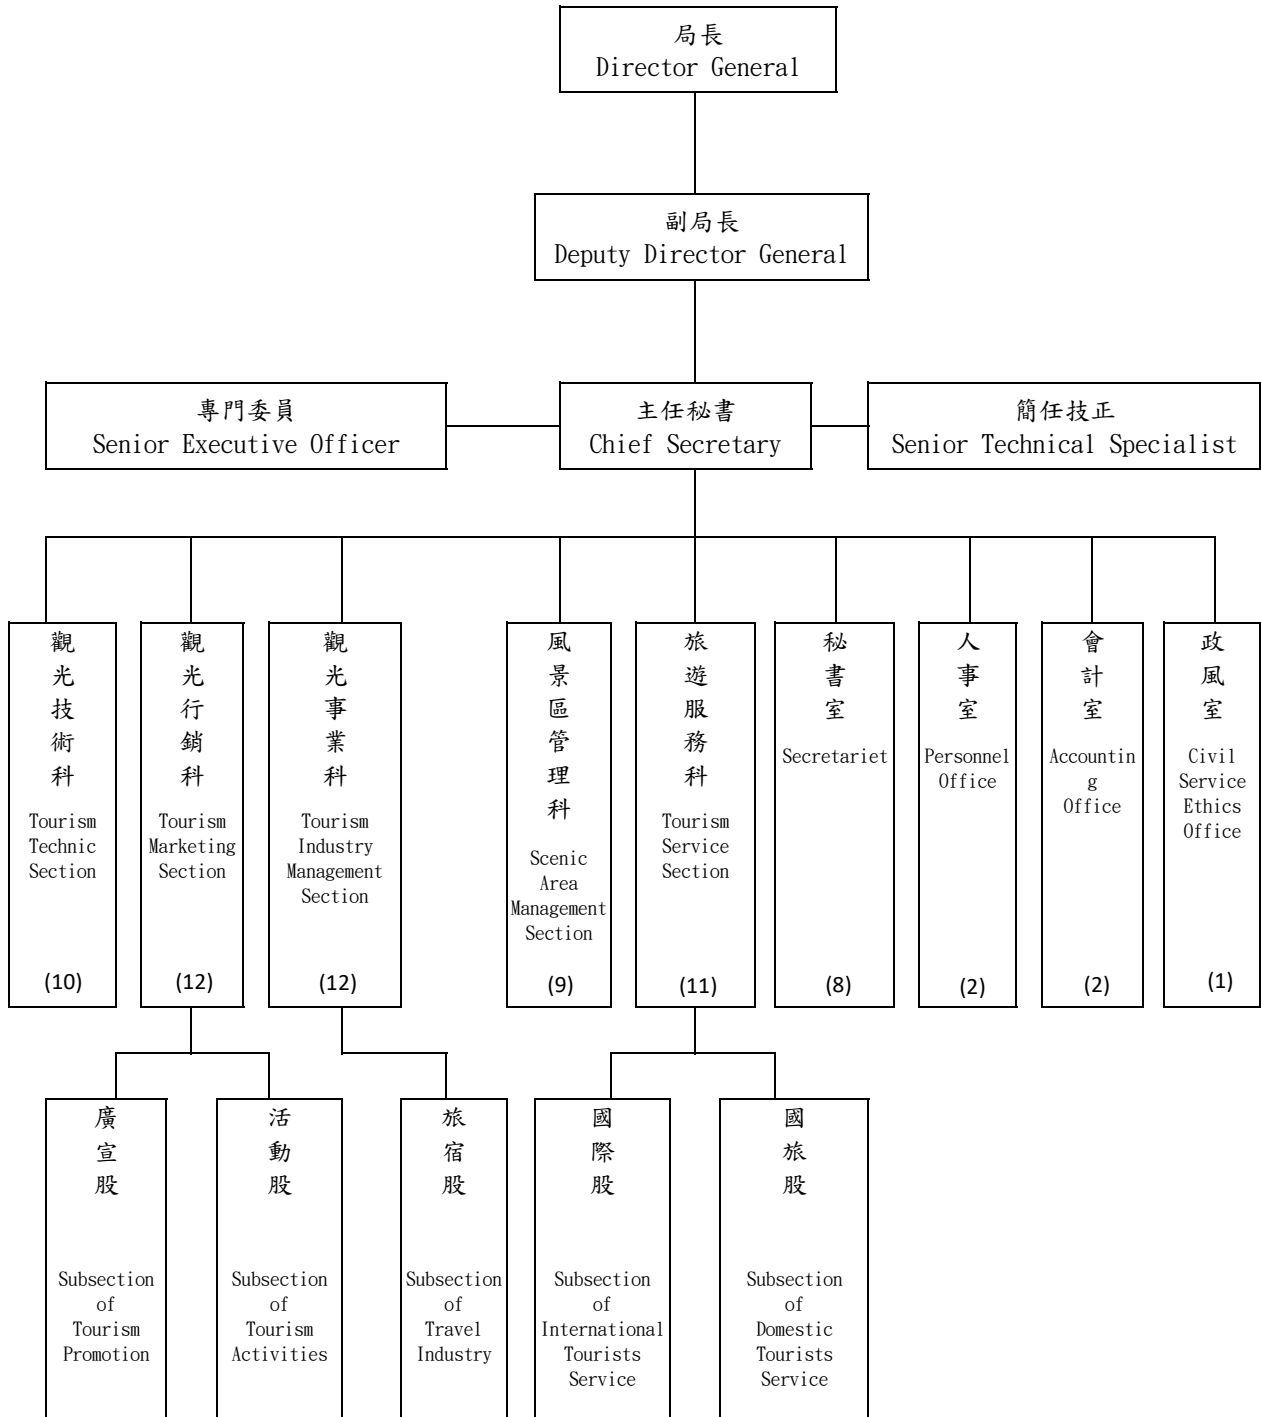 局長
Director General
副局長
Deputy Director General
專門委員
Senior Executive Officer
主任秘書
Chief Secretary
簡任技正
Senior Technical Specialist
觀光技術科
Tourism
Technic
Section
(10)
觀光行銷科
Tourism
Marketing
Section
(12)
觀光事業科
Tourism
Industry
Management
Section
(12)
風景區管理科
Scenic
Area
Management
Section
(9)
旅遊服務科
Tourism
Service
Section
(11)
秘書室
Secretariet
(8)
人事室
Personnel
Office
(2)
會計室
Accountin
g
Office
(2)
政風室
Civil
Service
Ethics
Office
(1)
廣宣股
Subsection
of
Tourism
Promotion
活動股
Subsection
of
Tourism
Activities
旅宿股
Subsection
of
Travel
Industry
國際股
Subsection
of
International
Tourists
Service
國旅股
Subsection
of
Domestic
Tourists
Service